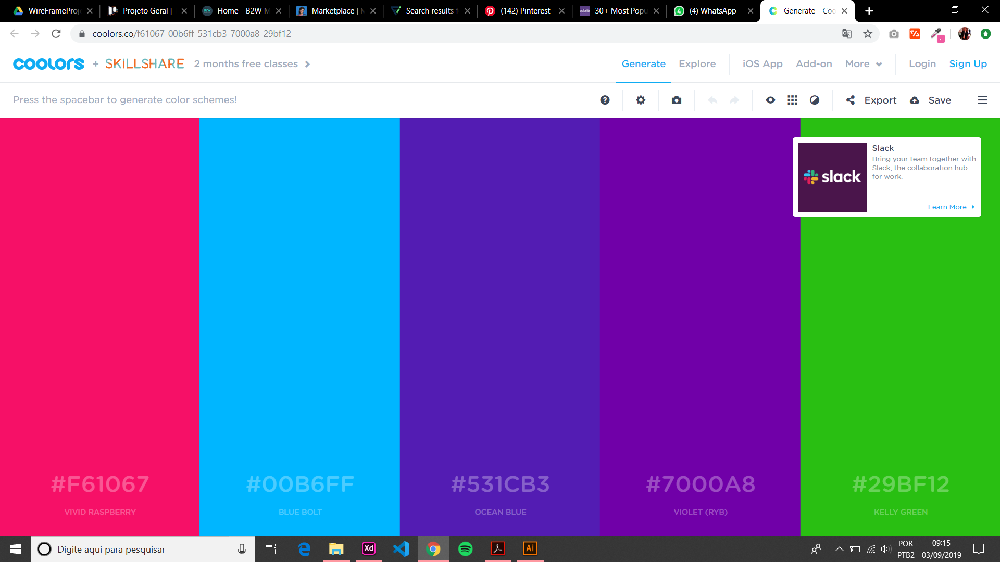 WireFrameProj
Projeto Geral |
Home - B2W M
Marketplace | M
Search results f
(142) Pinterest
30+ Most Popu
(4) WhatsApp
Generate - Coo
coolors.co/f61067-00b6ff-531cb3-7000a8-29bf12
coolors + SKILLSHARE 2 months free classes
Generate Explore iOS App Add-on More Login Sign Up
Press the spacebar to generate color schemes!
Export Save
Slack
Bring your team together with
Slack, the collaboration hub
for work.
slack
Learn More
#F61067 #00B6FF #531CB3 #7000A8 #29BF12
VIVID RASPBERRY BLUE BOLT OCEAN BLUE VIOLET (RYB) KELLY GREEN
Digite aqui para pesquisar
Xd
Ai
POR
PTB2
09:15
03/09/2019